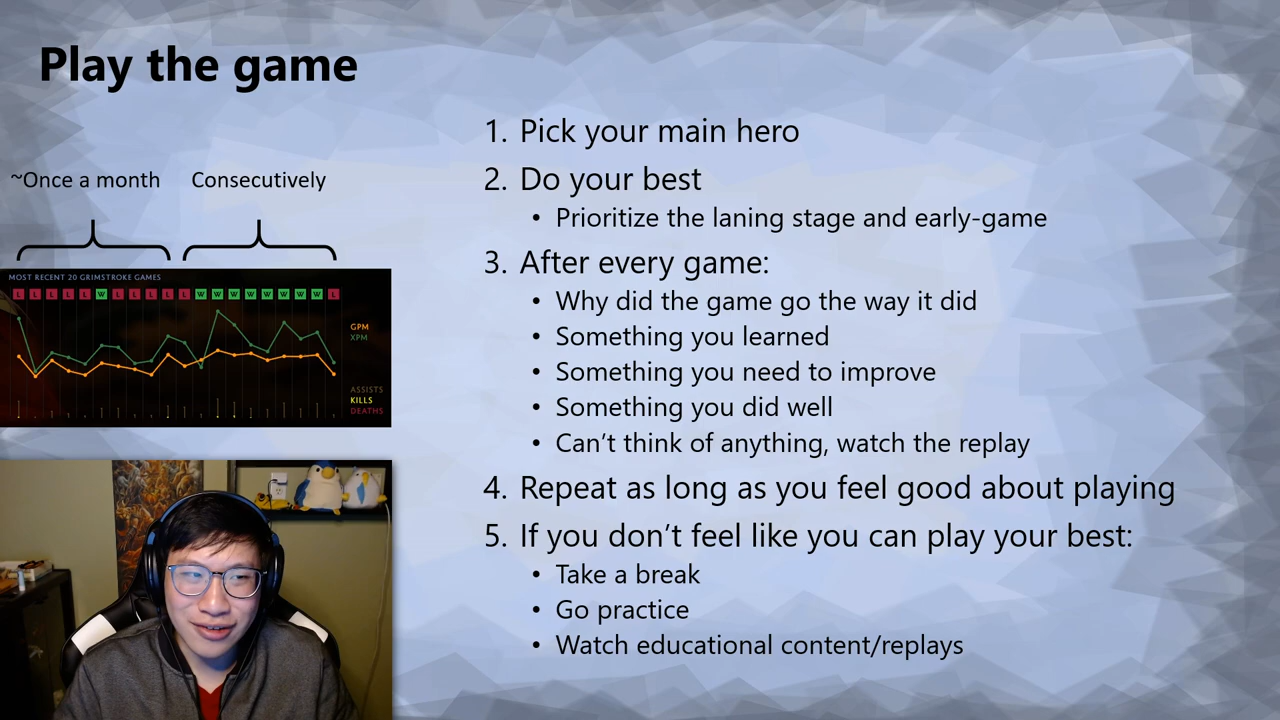 Play the game
~Once a month
Consecutively
MOST RECENT 20 GRIMSTROKE GAMES
L L L L L W L L L L L W W W W W W W W L
GPM
XPM
ASSISTS
KILLS
DEATHS
1. Pick your main hero
2. Do your best
• Prioritize the laning stage and early-game
3. After every game:
• Why did the game go the way it did
• Something you learned
• Something you need to improve
• Something you did well
• Can’t think of anything, watch the replay
4. Repeat as long as you feel good about playing
5. If you don’t feel like you can play your best:
• Take a break
• Go practice
• Watch educational content/replays